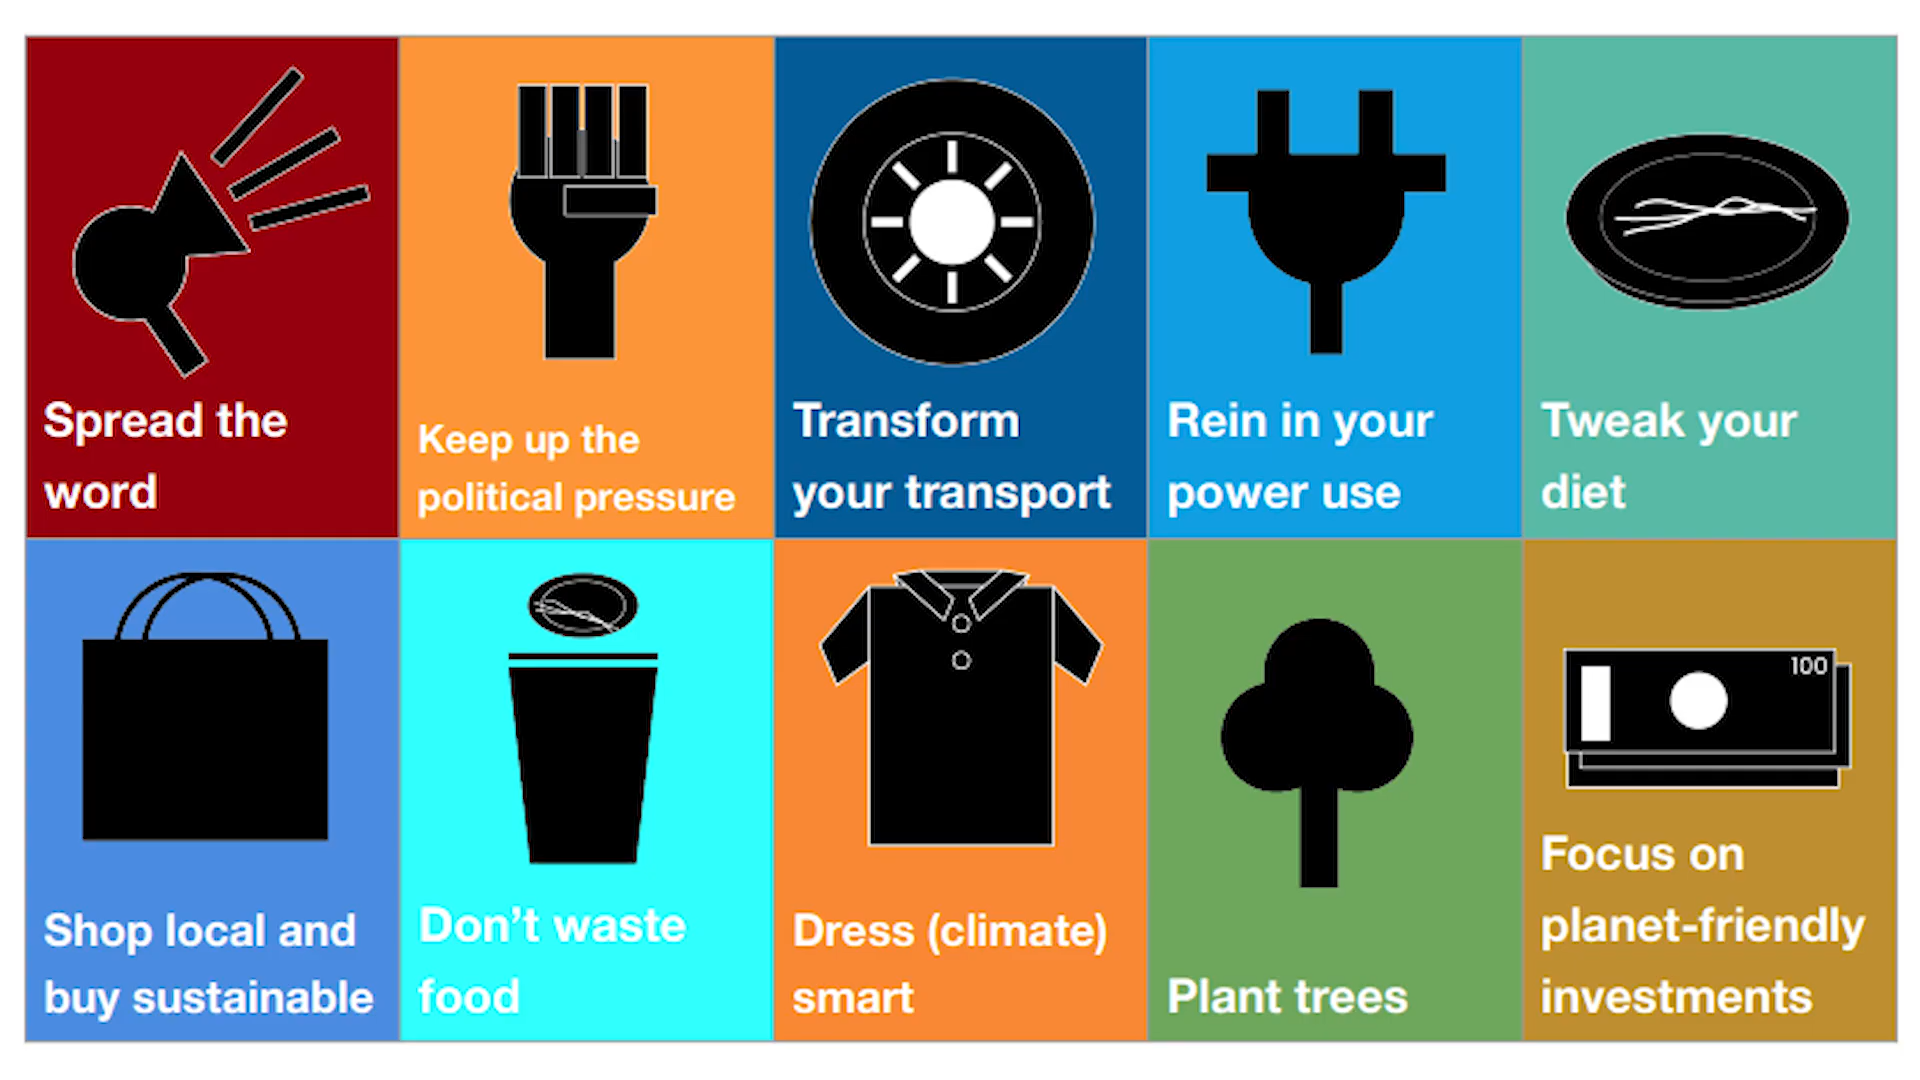 Spread the
word
Keep up the
political pressure
Transform
your transport
Rein in your
power use
Tweak your
diet
Shop local and
buy sustainable
Don’t waste
food
Dress (climate)
smart
Plant trees
100
Focus on
planet-friendly
investments